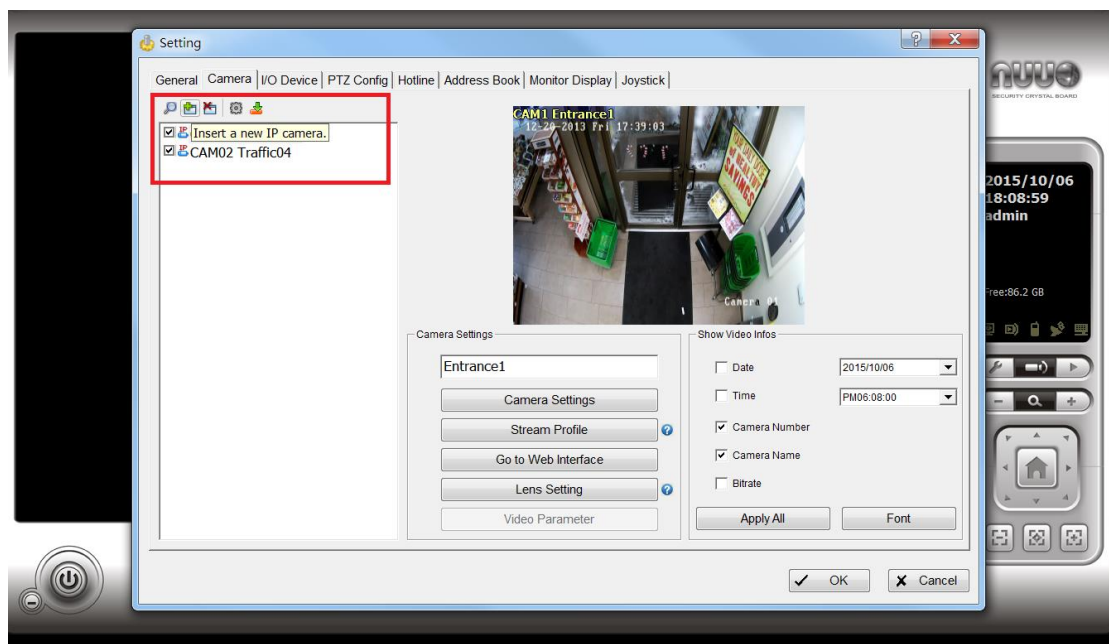 Setting
General Camera I/O Device PTZ Config Hotline Address Book Monitor Display Joystick
Insert a new IP camera.
CAM02 Traffic04
CAM1 Entrance1
12-20-2013 Fri 17:39:03
SAVINGS
Camera 01
Camera Settings
Entrance1
Camera Settings
Stream Profile
Go to Web Interface
Lens Setting
Video Parameter
Show Video Infos
Date 2015/10/06
Time PM06:08:00
Camera Number
Camera Name
Bitrate
Apply All Font
OK Cancel
nuuo
SECURITY CRYSTAL BOARD
2015/10/06
18:08:59
admin
Free:86.2 GB